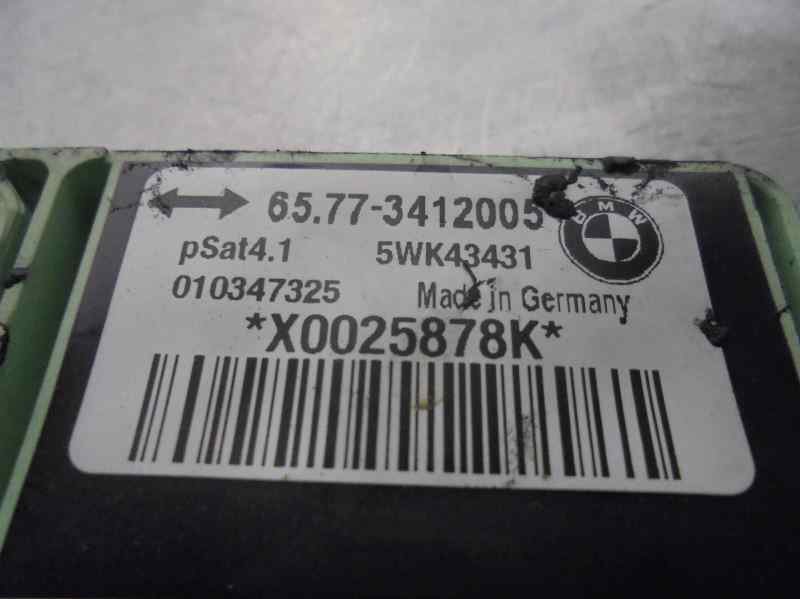 65.77-3412005
BMW
pSat4.1 5WK43431
010347325 Made in Germany
*X0025878K*